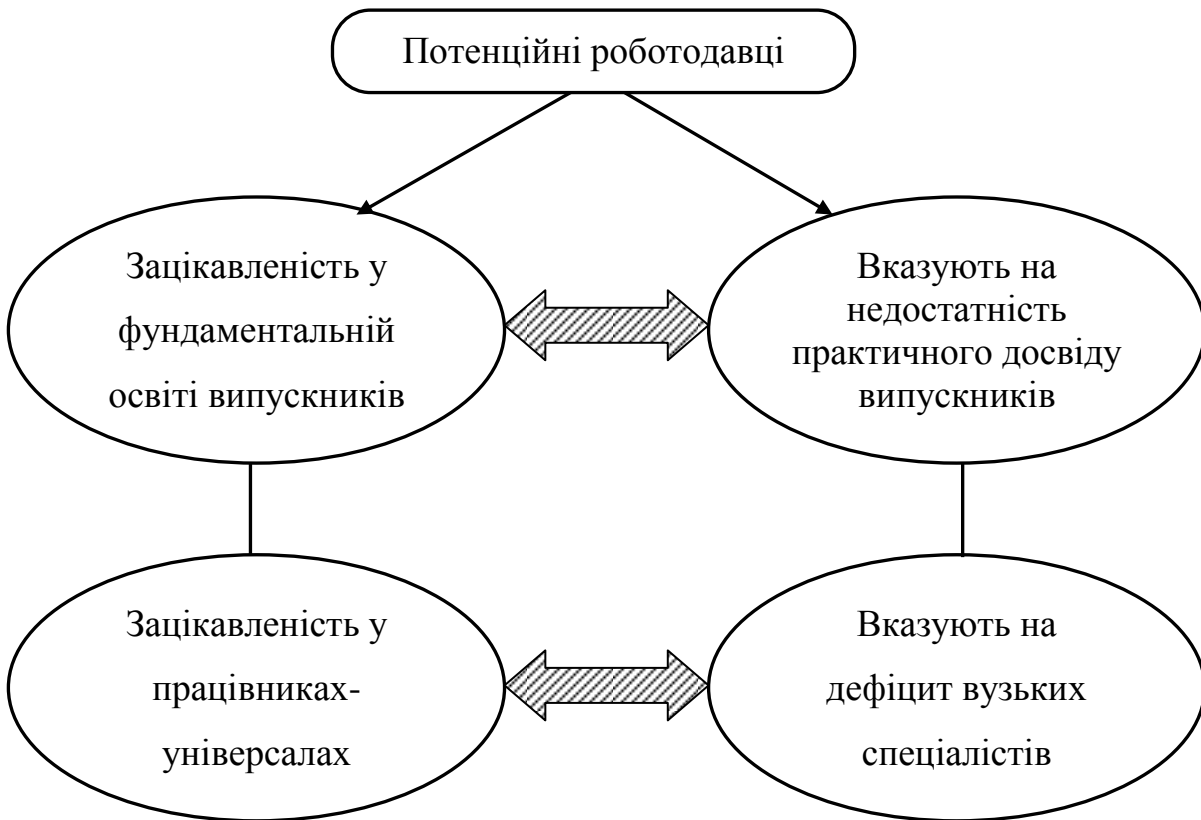 Потенційні роботодавці
Зацікавленість у
фундаментальній
освіті випускників
Вказують на
недостатність
практичного досвіду
випускників
Зацікавленість у
працівниках-
універсалах
Вказують на
дефіцит вузьких
спеціалістів